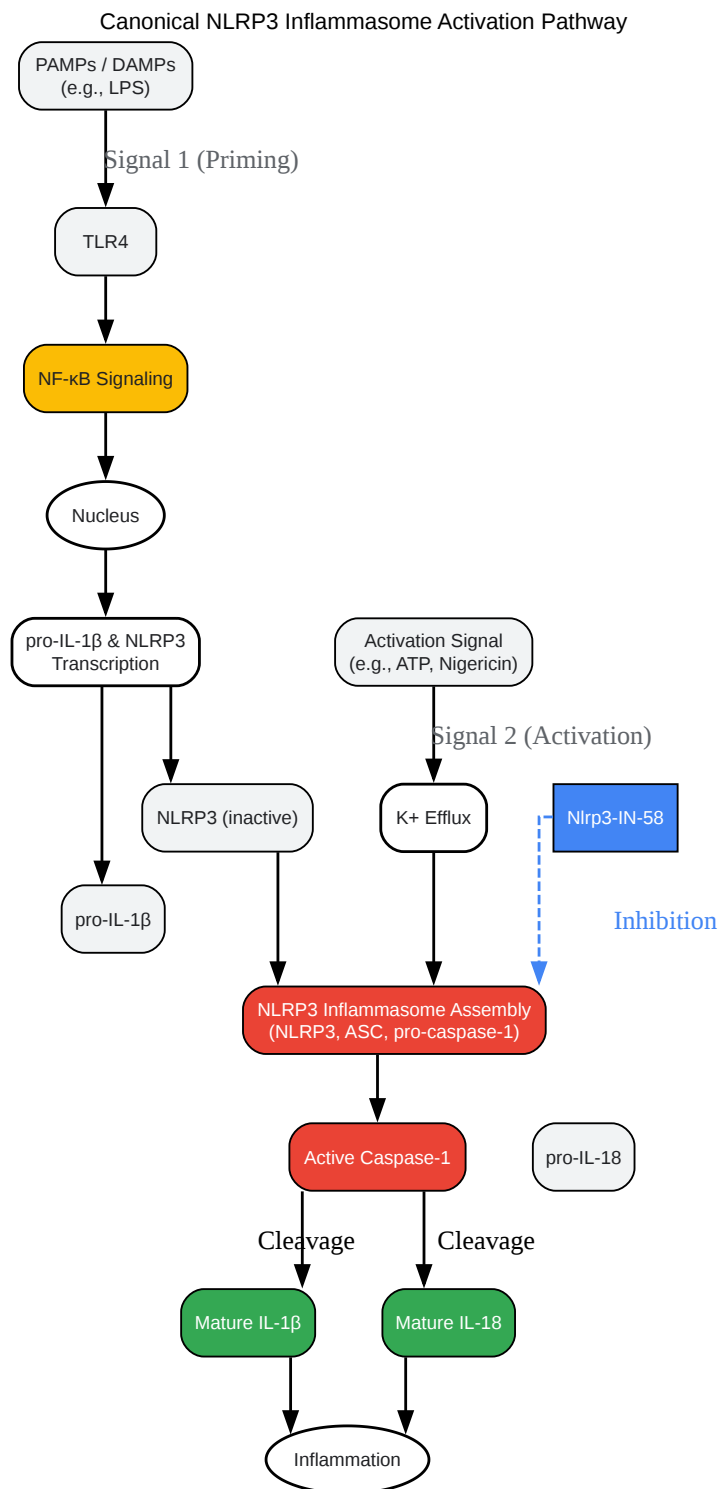 Canonical NLRP3 Inflammasome Activation Pathway
PAMPs / DAMPs
(e.g., LPS)
Signal 1 (Priming)
TLR4
NF-κB Signaling
Nucleus
pro-IL-1β & NLRP3
Transcription
Activation Signal
(e.g., ATP, Nigericin)
Signal 2 (Activation)
NLRP3 (inactive)
K+ Efflux
Nlrp3-IN-58
pro-IL-1β
Inhibition
NLRP3 Inflammasome Assembly
(NLRP3, ASC, pro-caspase-1)
Active Caspase-1
pro-IL-18
Cleavage
Cleavage
Mature IL-1β
Mature IL-18
Inflammation